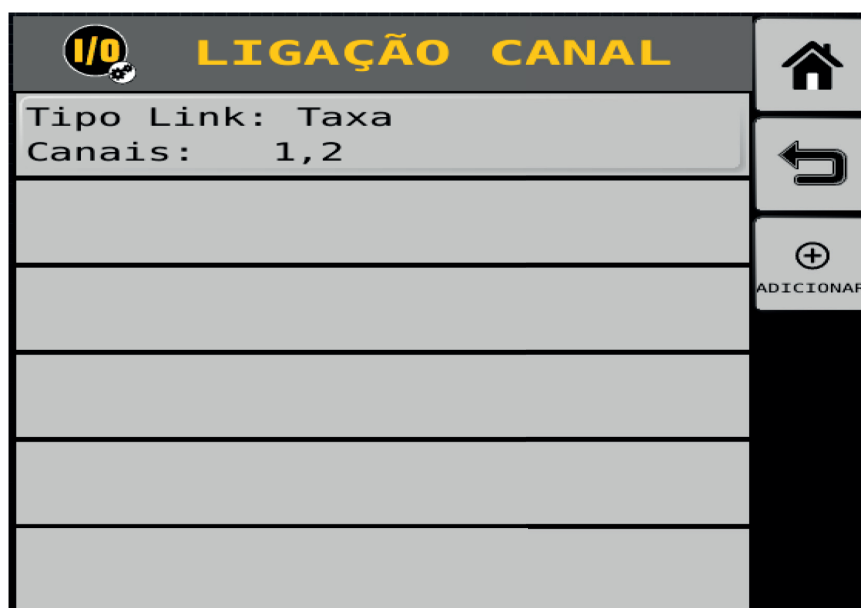 I/O LIGAÇÃO CANAL
Tipo Link: Taxa
Canais: 1,2
ADICIONAR